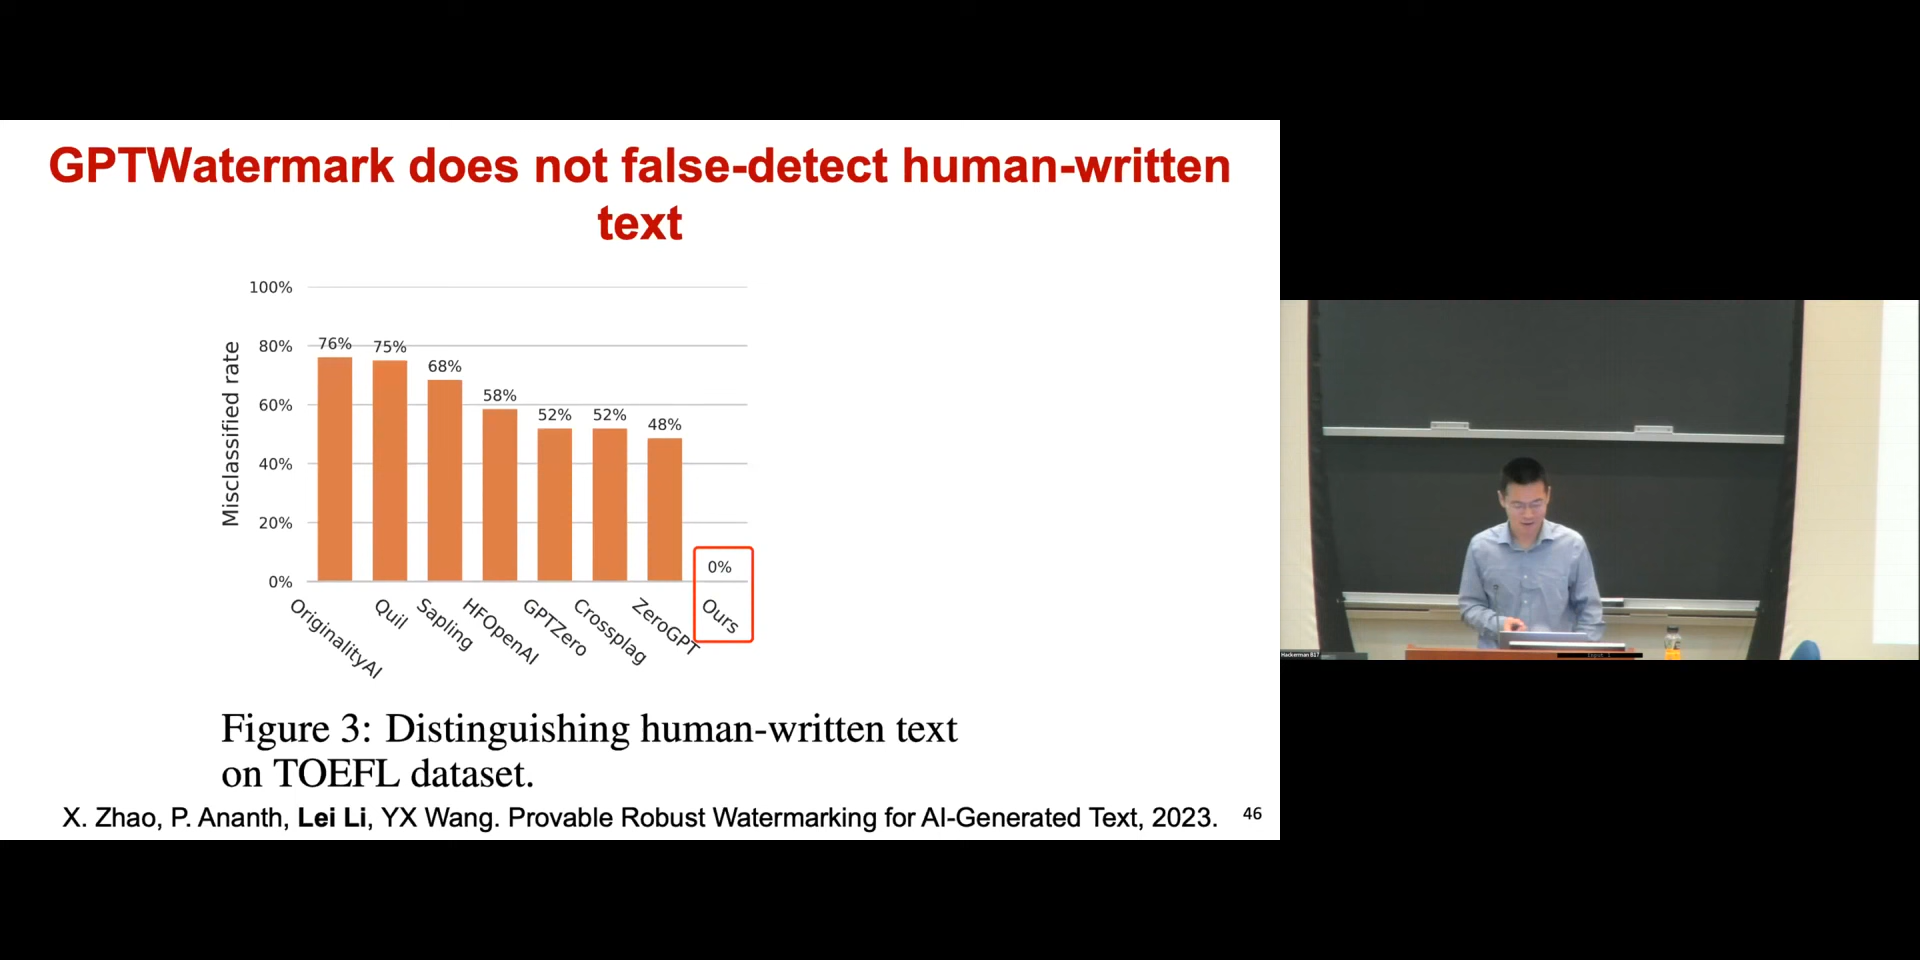 GPTWatermark does not false-detect human-written
text
100%
80%
60%
40%
20%
0%
Misclassified rate
76%
75%
68%
58%
52%
52%
48%
0%
OriginalityAI
Quil
Sapling
HFOpenAI
GPTZero
Crossplag
ZeroGPT
Ours
Figure 3: Distinguishing human-written text
on TOEFL dataset.
X. Zhao, P. Ananth, Lei Li, YX Wang. Provable Robust Watermarking for AI-Generated Text, 2023.
46
Hackerman B17